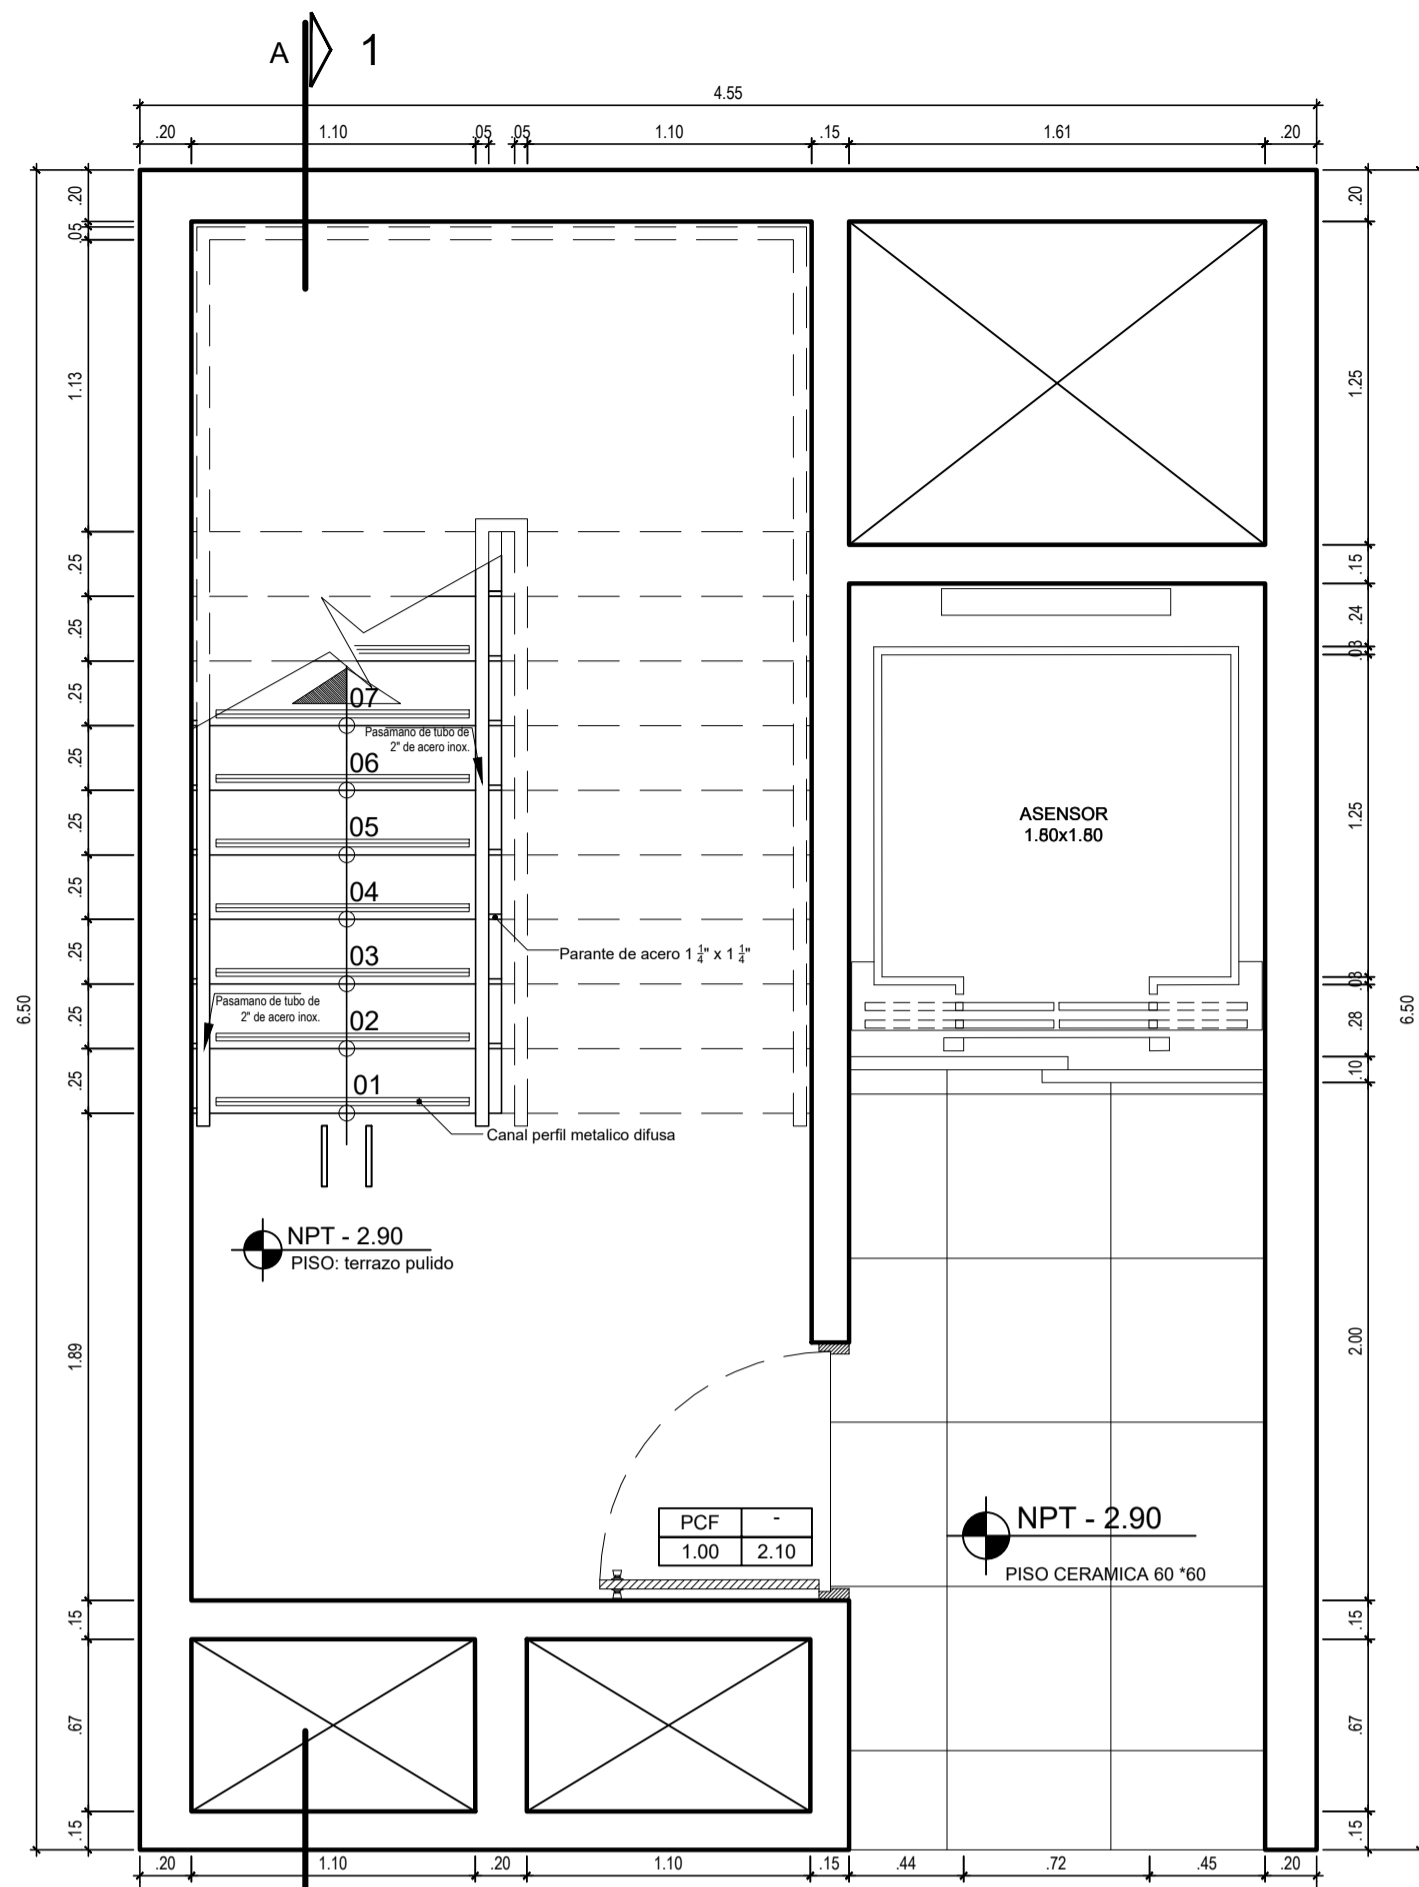 A 1
4.55
.20 1.10 .05 .05 1.10 .15 1.61 .20
.20
.05
1.13
.25
.25
.25
.25
.25
.25
.25
.25
.25
1.89
.15
.67
.15
6.50
07
Pasamano de tubo de
2" de acero inox.
06
05
04
03
Pasamano de tubo de
2" de acero inox.
02
01
Parante de acero 1 1/4" x 1 1/4"
Canal perfil metalico difusa
NPT - 2.90
PISO: terrazo pulido
ASENSOR
1.80x1.80
PCF -
1.00 2.10
NPT - 2.90
PISO CERAMICA 60 *60
.20
1.25
.15
.24
.03
1.25
.03
.28
.10
2.00
.15
.67
.15
6.50
.20 1.10 .20 1.10 .15 .44 .72 .45 .20